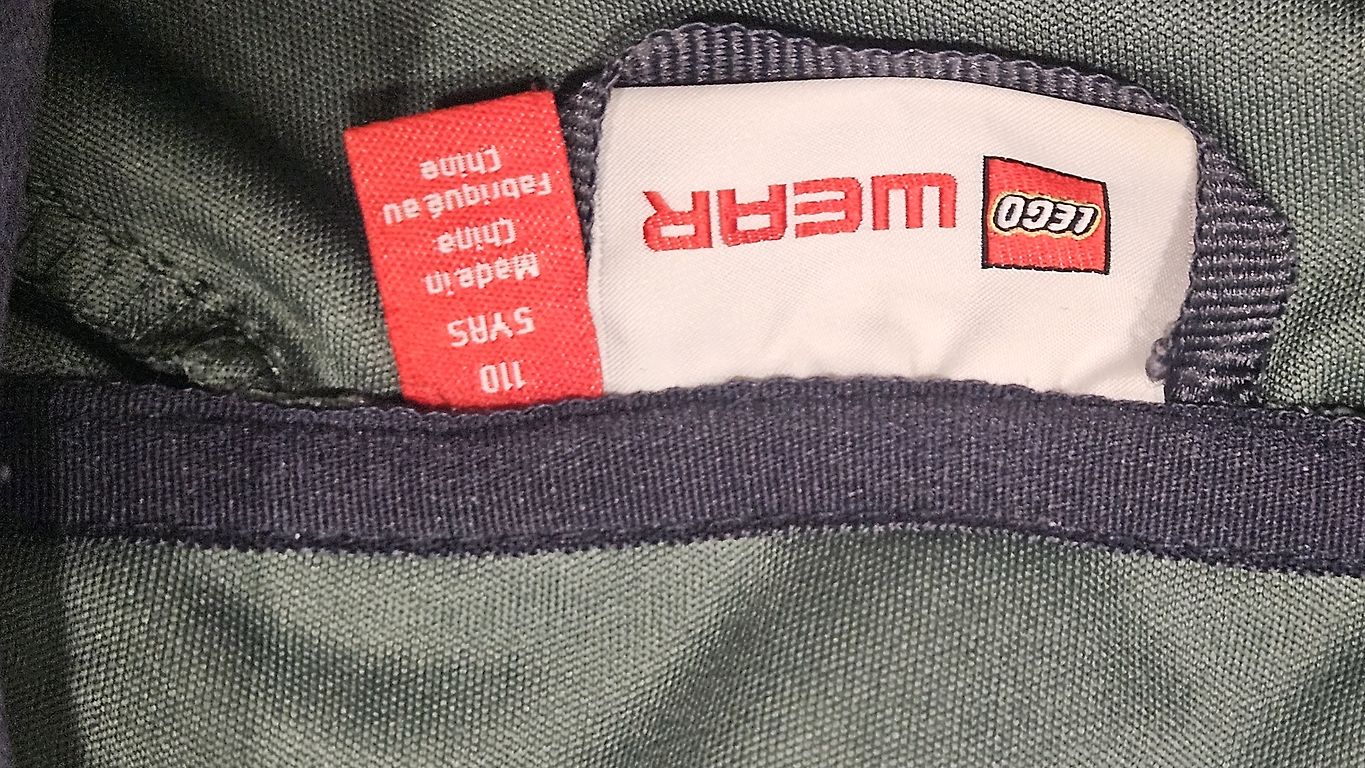 LEGO WEAR
110
5YRS
Made in
China
Fabriqué au
Chine